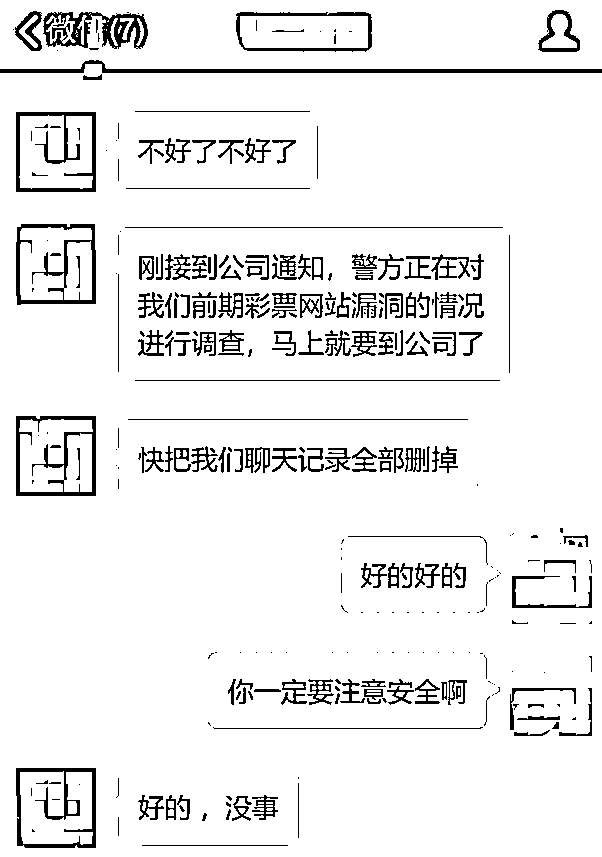 微信(7)
不好了不好了
刚接到公司通知，警方正在对
我们前期彩票网站漏洞的情况
进行调查，马上就要到公司了
快把我们聊天记录全部删掉
好的好的
你一定要注意安全啊
好的，没事